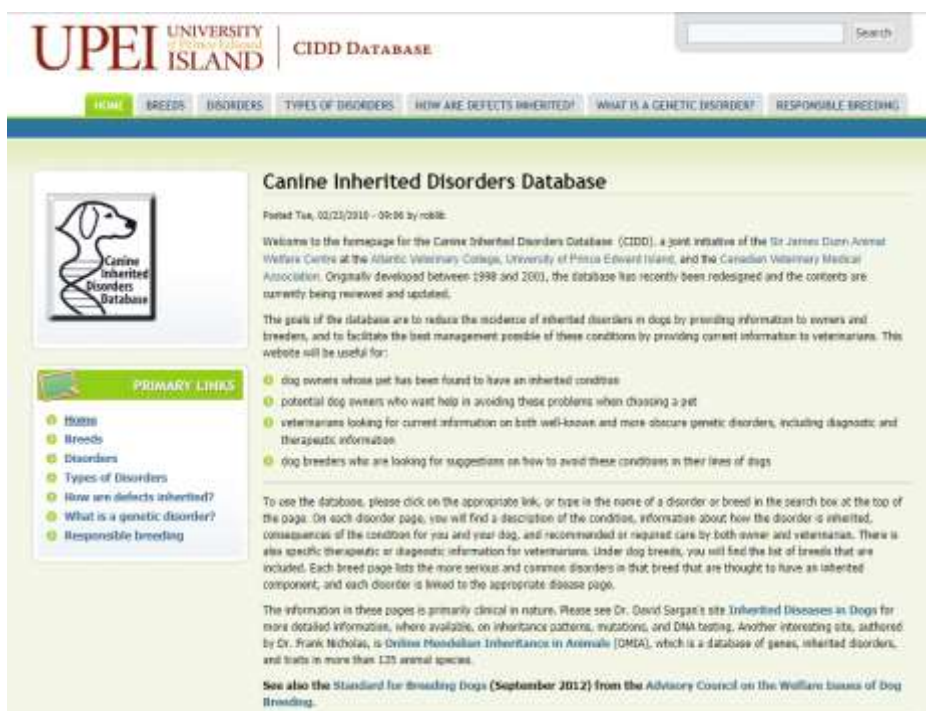 UPEI UNIVERSITY
of Prince Edward
ISLAND
CIDD DATABASE
Search
HOME BREEDS DISORDERS TYPES OF DISORDERS HOW ARE DEFECTS INHERITED? WHAT IS A GENETIC DISORDER? RESPONSIBLE BREEDING
Canine
Inherited
Disorders
Database
PRIMARY LINKS
Home
Breeds
Disorders
Types of Disorders
How are defects inherited?
What is a genetic disorder?
Responsible breeding
Canine Inherited Disorders Database
Posted Tue, 02/23/2010 - 09:06 by roblib
Welcome to the homepage for the Canine Inherited Disorders Database (CIDD), a joint initiative of the Sir James Dunn Animal
Welfare Centre at the Atlantic Veterinary College, University of Prince Edward Island, and the Canadian Veterinary Medical
Association. Originally developed between 1998 and 2001, the database has recently been redesigned and the contents are
currently being reviewed and updated.
The goals of the database are to reduce the incidence of inherited disorders in dogs by providing information to owners and
breeders, and to facilitate the best management possible of these conditions by providing current information to veterinarians. This
website will be useful for:
dog owners whose pet has been found to have an inherited condition
potential dog owners who want help in avoiding these problems when choosing a pet
veterinarians looking for current information on both well-known and more obscure genetic disorders, including diagnostic and
therapeutic information
dog breeders who are looking for suggestions on how to avoid these conditions in their lines of dogs
To use the database, please click on the appropriate link, or type in the name of a disorder or breed in the search box at the top of
the page. On each disorder page, you will find a description of the condition, information about how the disorder is inherited,
consequences of the condition for you and your dog, and recommended or required care by both owner and veterinarian. There is
also specific therapeutic or diagnostic information for veterinarians. Under dog breeds, you will find the list of breeds that are
included. Each breed page lists the more serious and common disorders in that breed that are thought to have an inherited
component, and each disorder is linked to the appropriate disease page.
The information in these pages is primarily clinical in nature. Please see Dr. David Sargan's site Inherited Diseases in Dogs for
more detailed information, where available, on inheritance patterns, mutations, and DNA testing. Another interesting site, authored
by Dr. Frank Nicholas, is Online Mendelian Inheritance in Animals (OMIA), which is a database of genes, inherited disorders,
and traits in more than 135 animal species.
See also the Standard for Breeding Dogs (September 2012) from the Advisory Council on the Welfare Issues of Dog
Breeding.